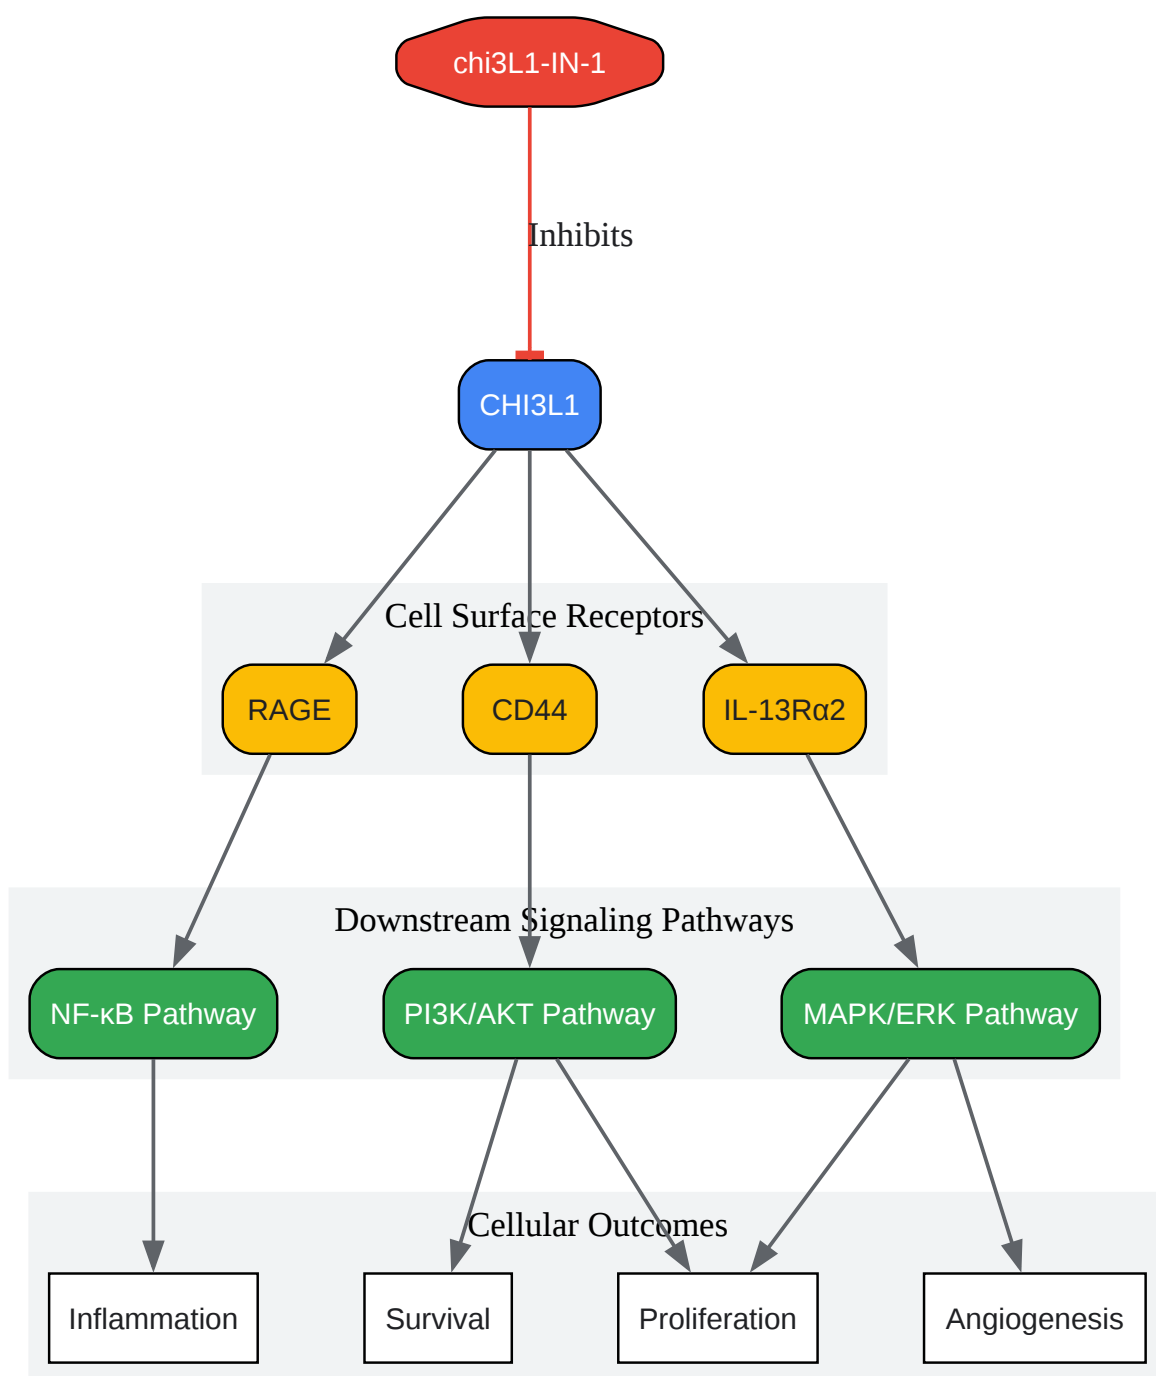 chi3L1-IN-1
Inhibits
CHI3L1
Cell Surface Receptors
RAGE
CD44
IL-13Rα2
Downstream Signaling Pathways
NF-κB Pathway
PI3K/AKT Pathway
MAPK/ERK Pathway
Cellular Outcomes
Inflammation
Survival
Proliferation
Angiogenesis